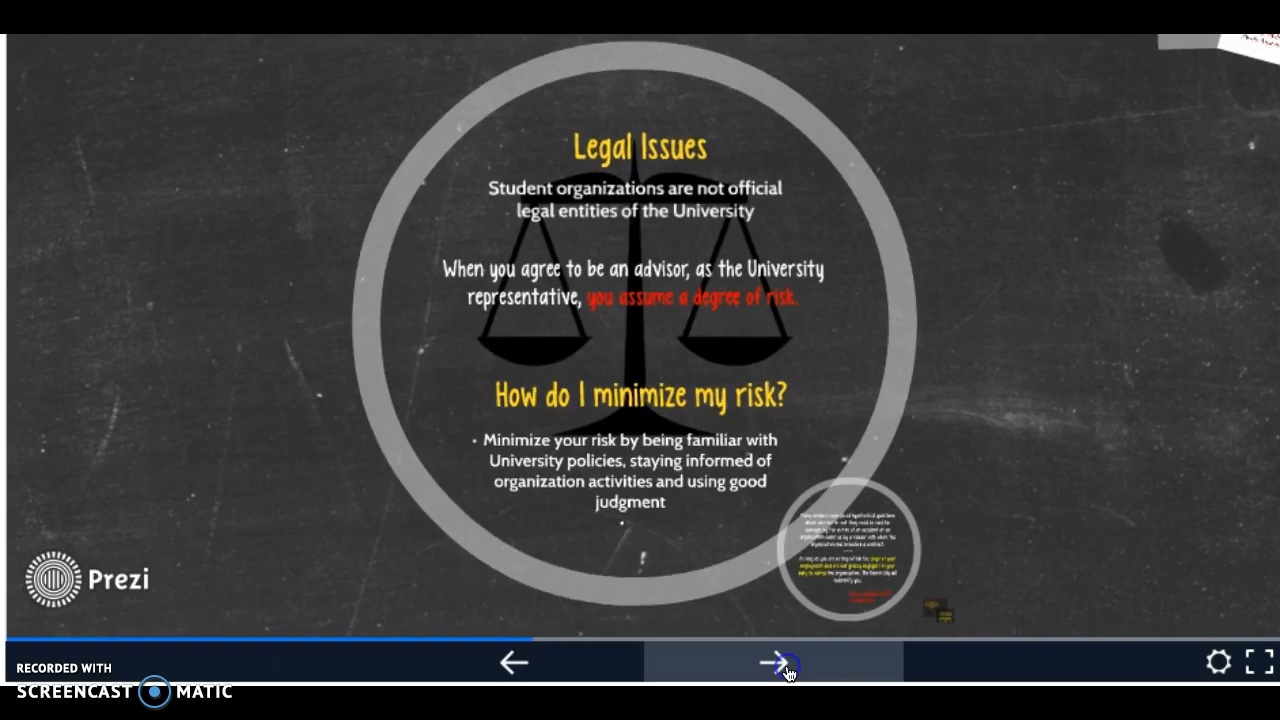 Legal Issues
Student organizations are not official
legal entities of the University
When you agree to be an advisor, as the University
representative, you assume a degree of risk.
How do I minimize my risk?
• Minimize your risk by being familiar with
University policies, staying informed of
organization activities and using good
judgment
•
Prezi
RECORDED WITH
SCREENCAST MATIC